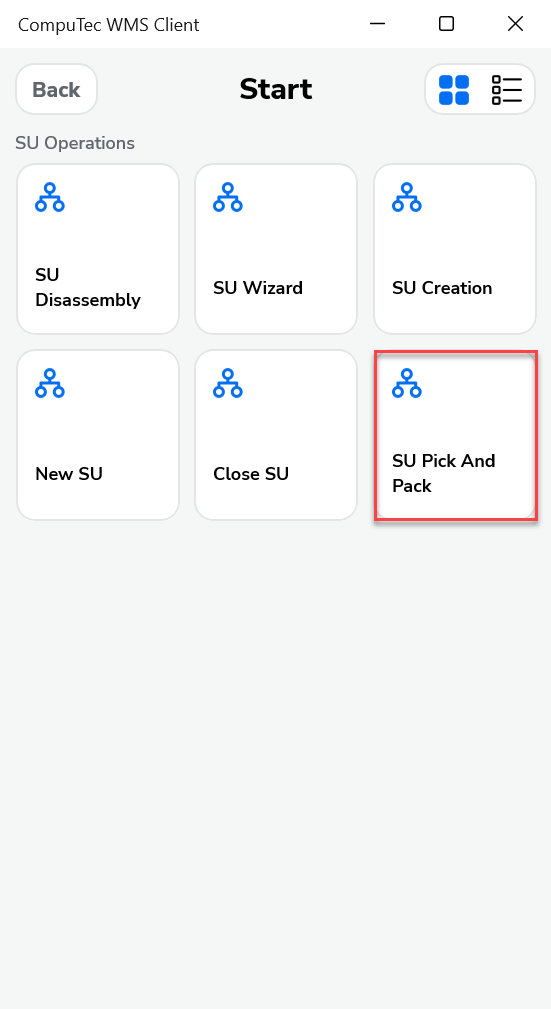 CompuTec WMS Client
Back
Start
SU Operations
SU
Disassembly
SU Wizard
SU Creation
New SU
Close SU
SU Pick And
Pack